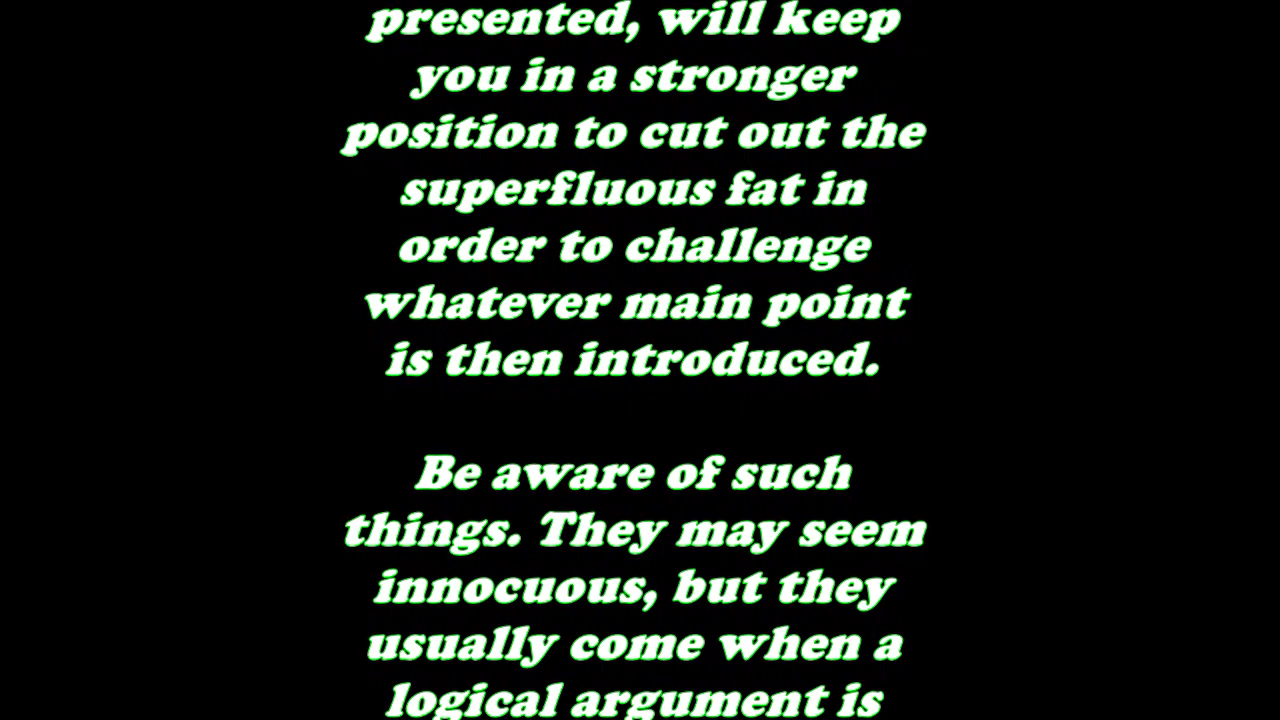 presented, will keep
you in a stronger
position to cut out the
superfluous fat in
order to challenge
whatever main point
is then introduced.
Be aware of such
things. They may seem
innocuous, but they
usually come when a
logical argument is